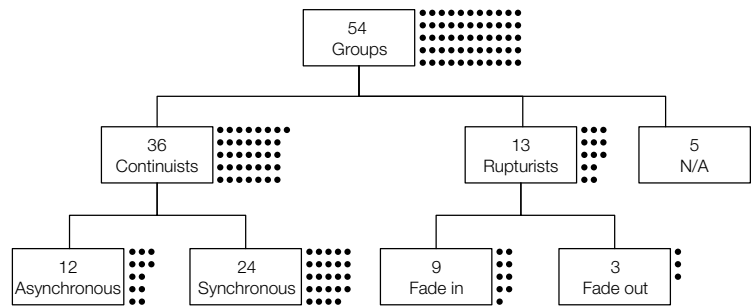 54
Groups
36
Continuists
13
Rupturists
5
N/A
12
Asynchronous
24
Synchronous
9
Fade in
3
Fade out